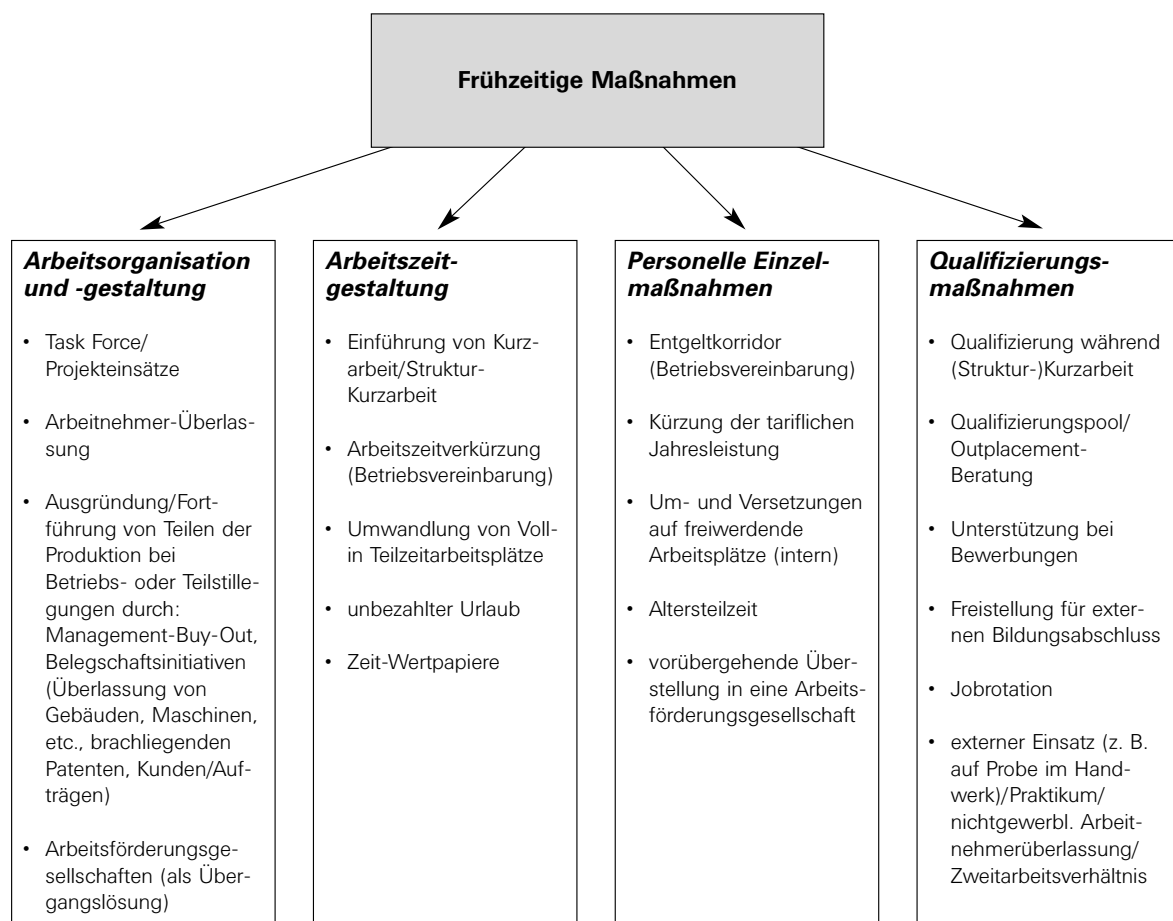 Frühzeitige Maßnahmen
Arbeitsorganisation
und -gestaltung
• Task Force/
Projekteinsätze
• Arbeitnehmer-Überlas-
sung
• Ausgründung/Fort-
führung von Teilen der
Produktion bei
Betriebs- oder Teilstille-
gungen durch:
Management-Buy-Out,
Belegschaftsinitiativen
(Überlassung von
Gebäuden, Maschinen,
etc., brachliegenden
Patenten, Kunden/Auf-
trägen)
• Arbeitsförderungsge-
sellschaften (als Über-
gangslösung)
Arbeitszeit-
gestaltung
• Einführung von Kurz-
arbeit/Struktur-
Kurzarbeit
• Arbeitszeitverkürzung
(Betriebsvereinbarung)
• Umwandlung von Voll-
in Teilzeitarbeitsplätze
• unbezahlter Urlaub
• Zeit-Wertpapiere
Personelle Einzel-
maßnahmen
• Entgeltkorridor
(Betriebsvereinbarung)
• Kürzung der tariflichen
Jahresleistung
• Um- und Versetzungen
auf freiwerdende
Arbeitsplätze (intern)
• Altersteilzeit
• vorübergehende Über-
stellung in eine Arbeits-
förderungsgesellschaft
Qualifizierungs-
maßnahmen
• Qualifizierung während
(Struktur-)Kurzarbeit
• Qualifizierungspool/
Outplacement-
Beratung
• Unterstützung bei
Bewerbungen
• Freistellung für exter-
nen Bildungsabschluss
• Jobrotation
• externer Einsatz (z. B.
auf Probe im Hand-
werk)/Praktikum/
nichtgewerbl. Arbeit-
nehmerüberlassung/
Zweitarbeitsverhältnis